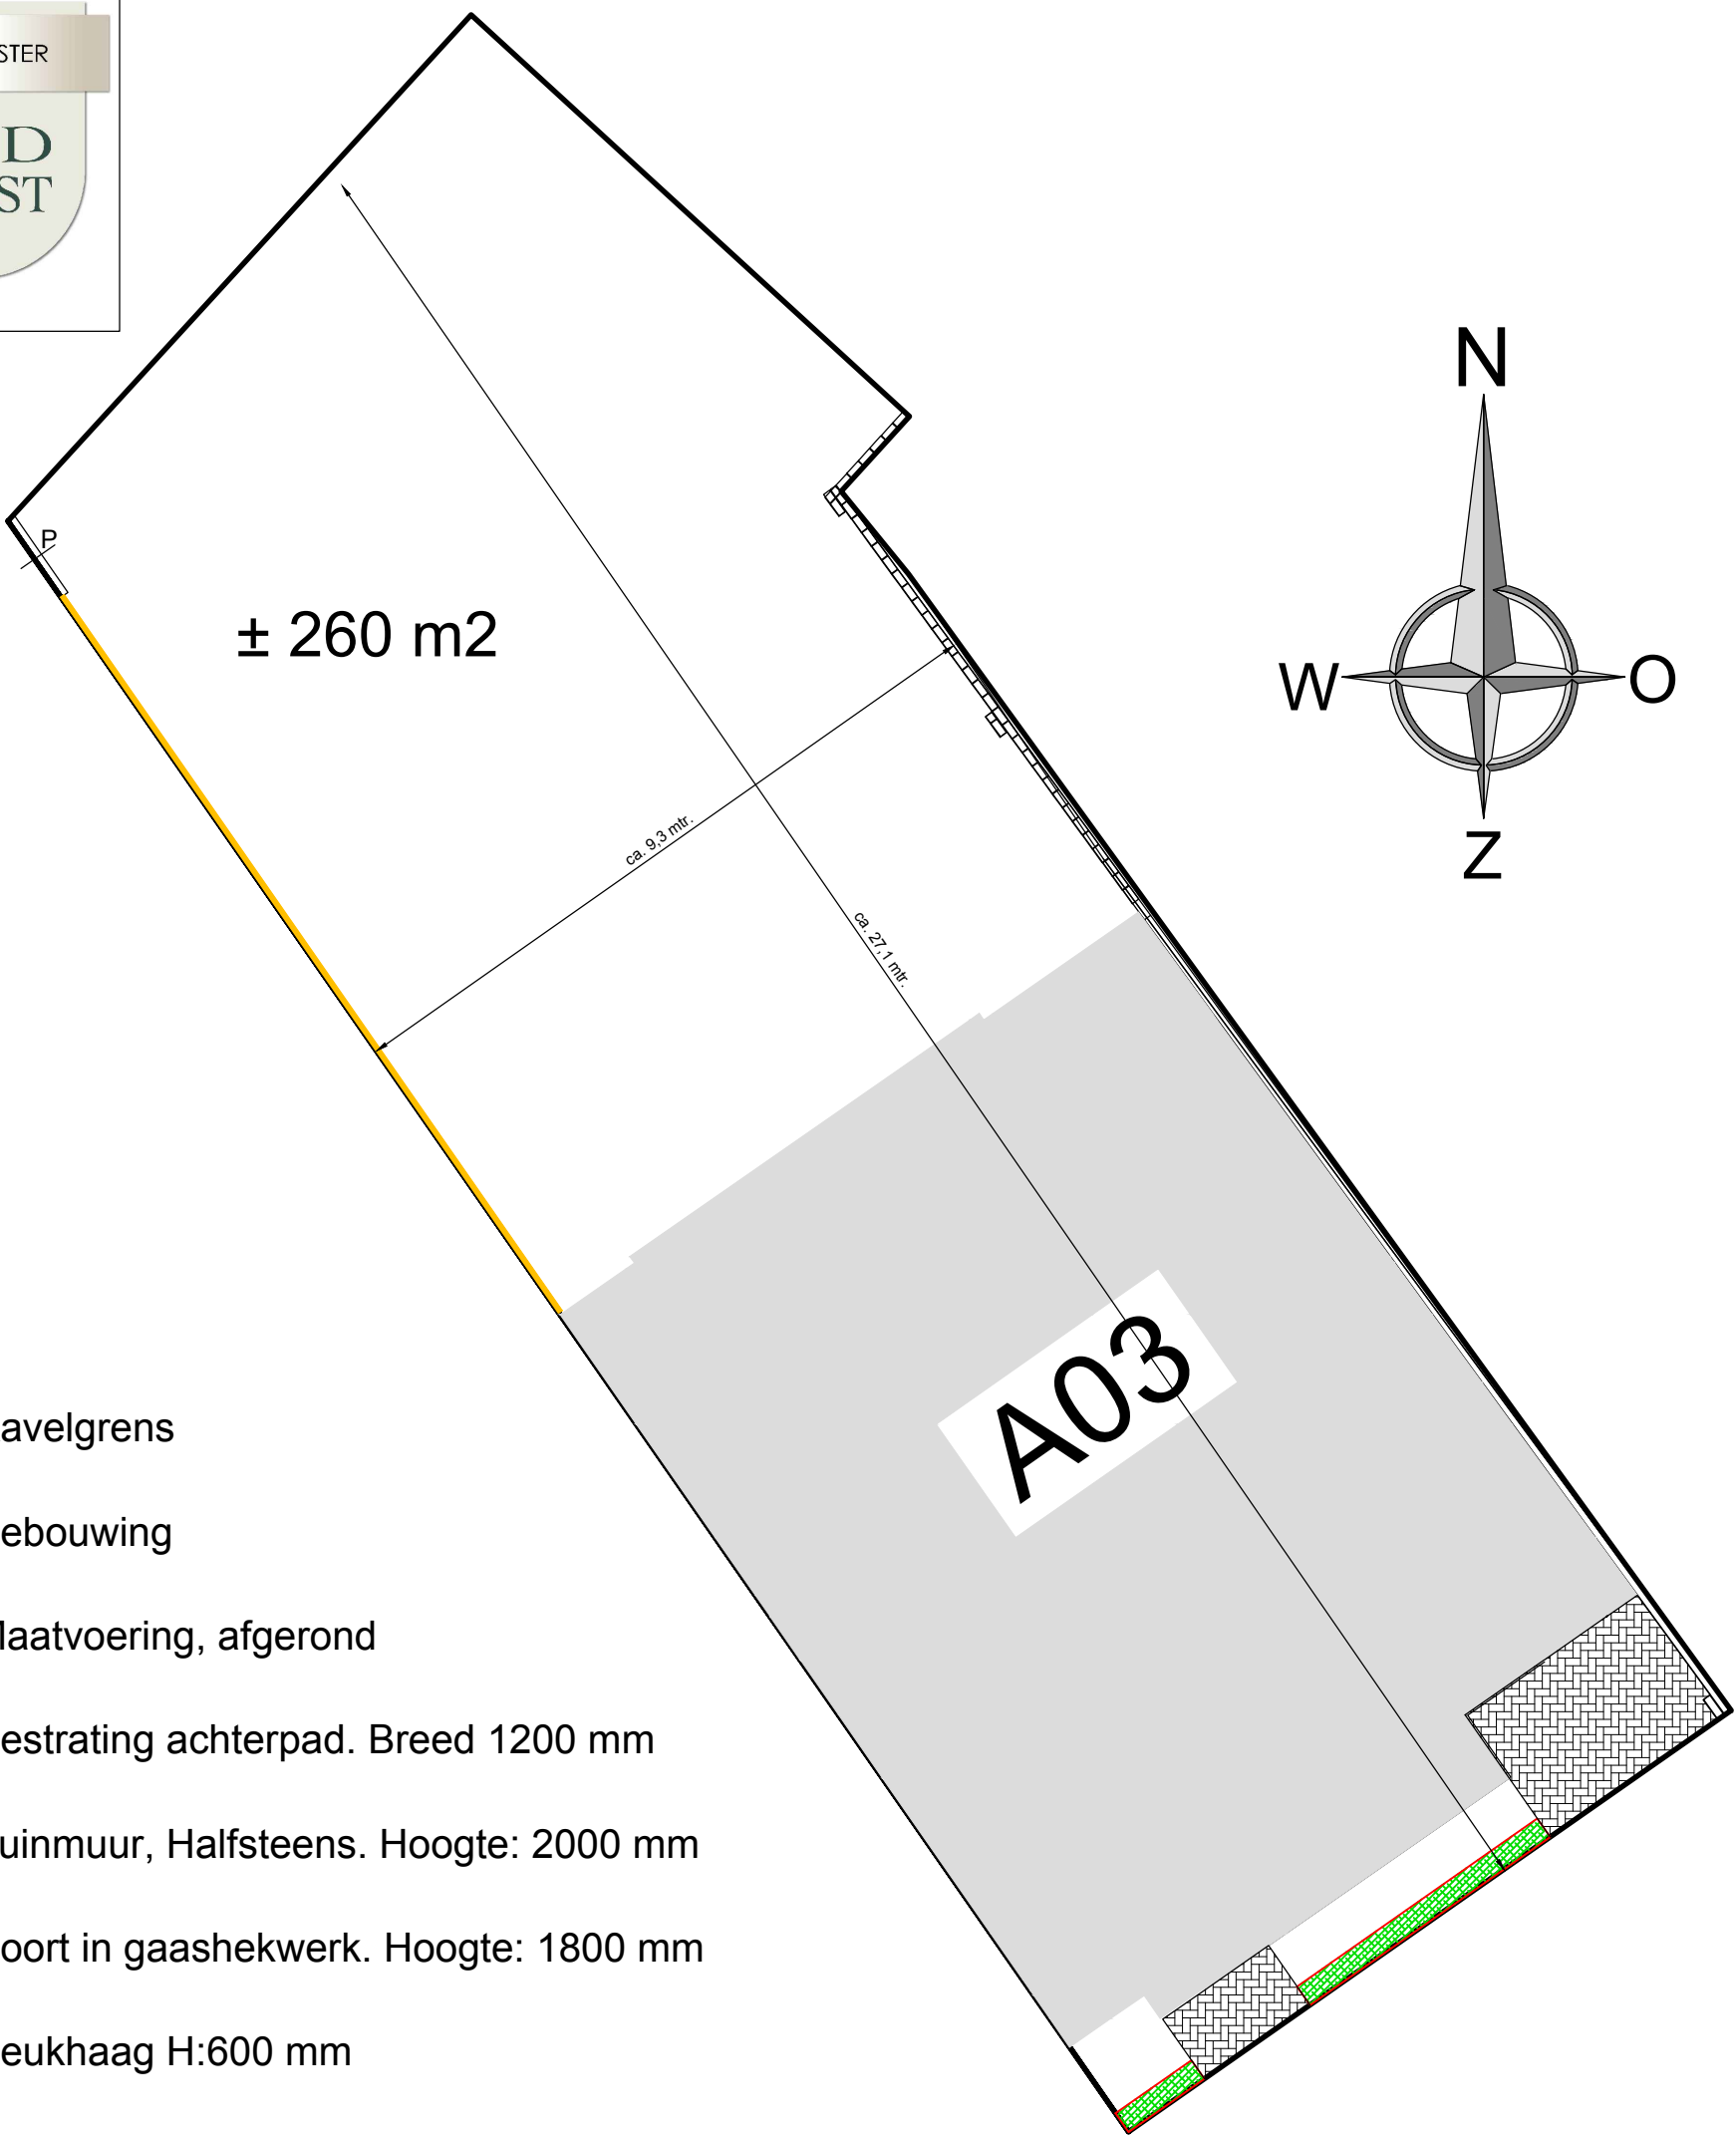 STER
D
ST
N
W
O
Z
P
± 260 m2
ca. 9,3 mtr.
ca. 27,1 mtr.
A03
avelgrens
ebouwing
laatvoering, afgerond
estrating achterpad. Breed 1200 mm
uinmuur, Halfsteens. Hoogte: 2000 mm
oort in gaashekwerk. Hoogte: 1800 mm
eukhaag H:600 mm